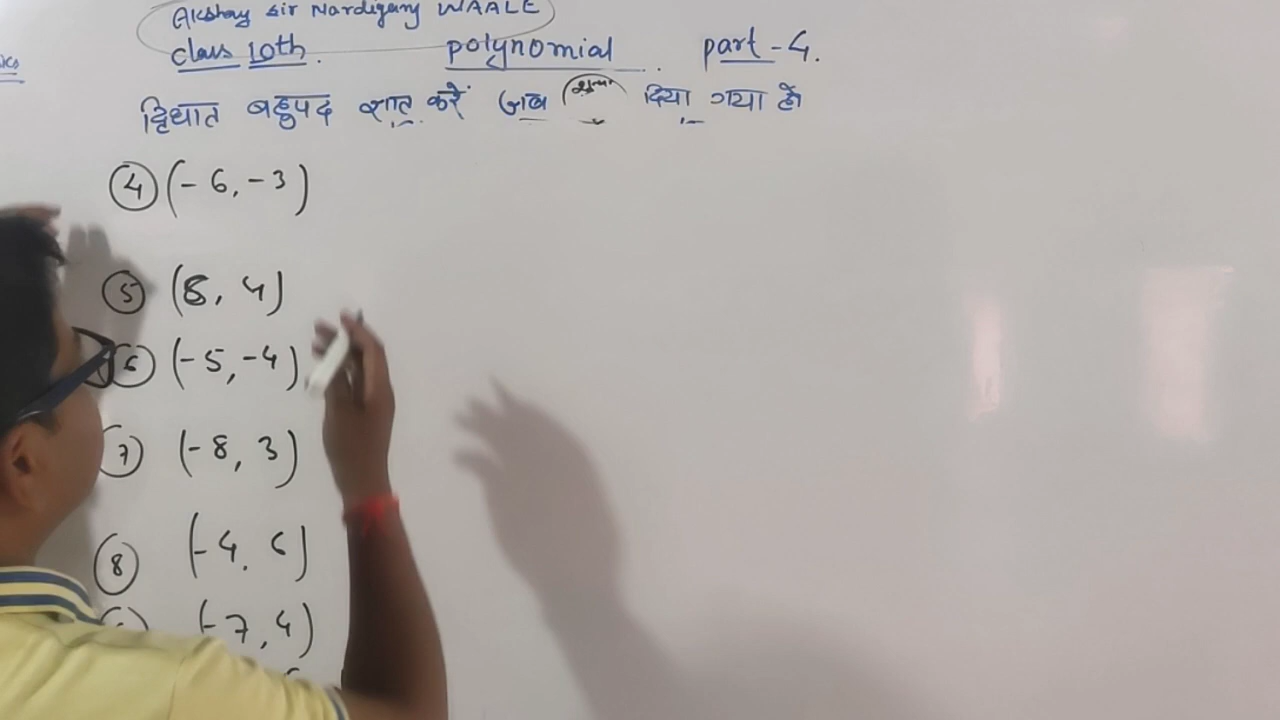 Akshay sir Nardiganj WAALE
class 10th. polynomial. part-4.
द्विघात बहुपद ज्ञात करें जब शून्य दिया गया हो
④ (-6, -3)
⑤ (8, 4)
⑥ (-5, -4)
⑦ (-8, 3)
⑧ (-4. 6)
(-7, 4)